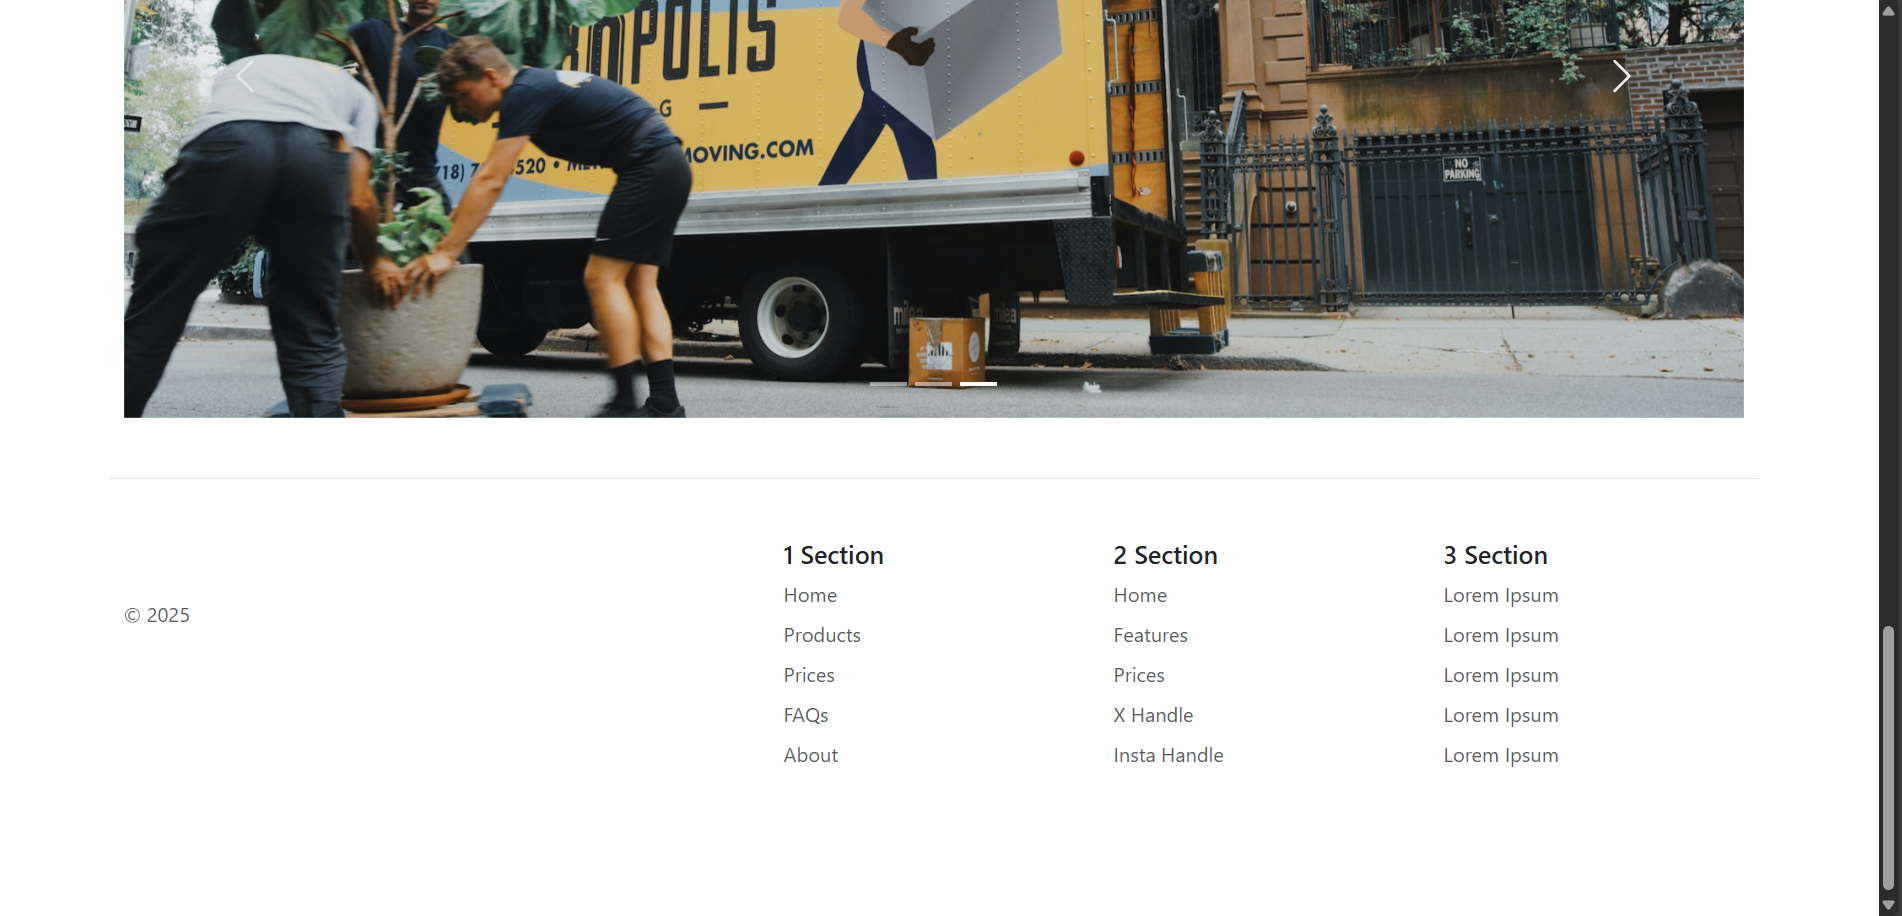 NO
PARKING
MOVING.COM
© 2025
1 Section
Home
Products
Prices
FAQs
About
2 Section
Home
Features
Prices
X Handle
Insta Handle
3 Section
Lorem Ipsum
Lorem Ipsum
Lorem Ipsum
Lorem Ipsum
Lorem Ipsum